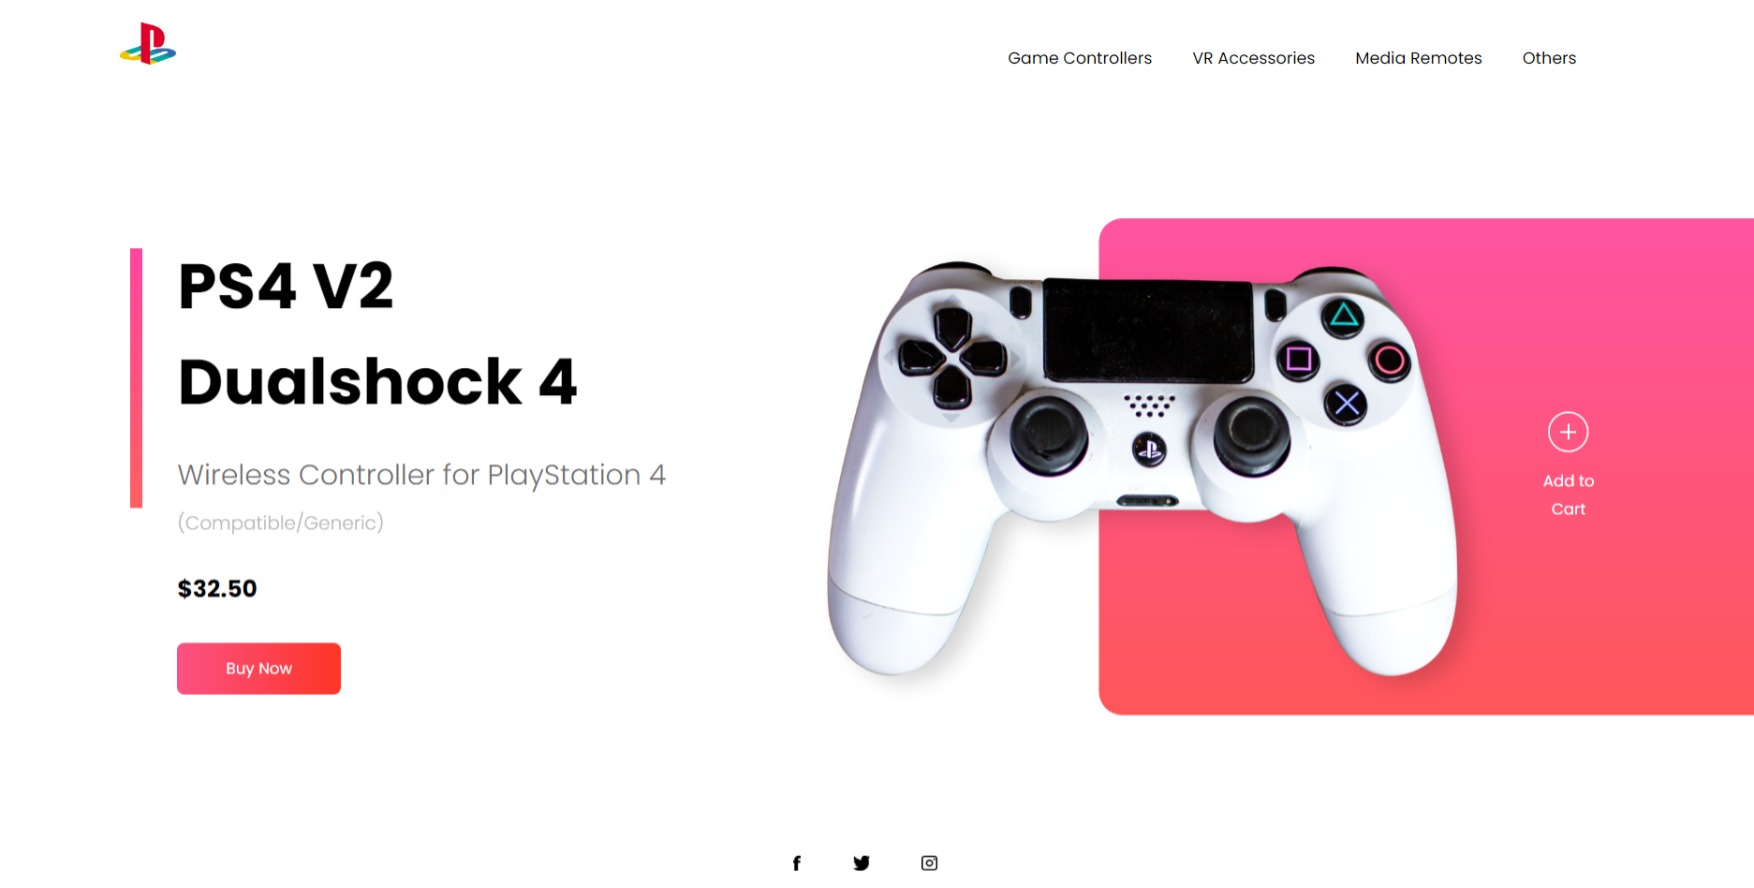 Game Controllers VR Accessories Media Remotes Others
PS4 V2
Dualshock 4
Wireless Controller for PlayStation 4
(Compatible/Generic)
$32.50
Buy Now
Add to
Cart